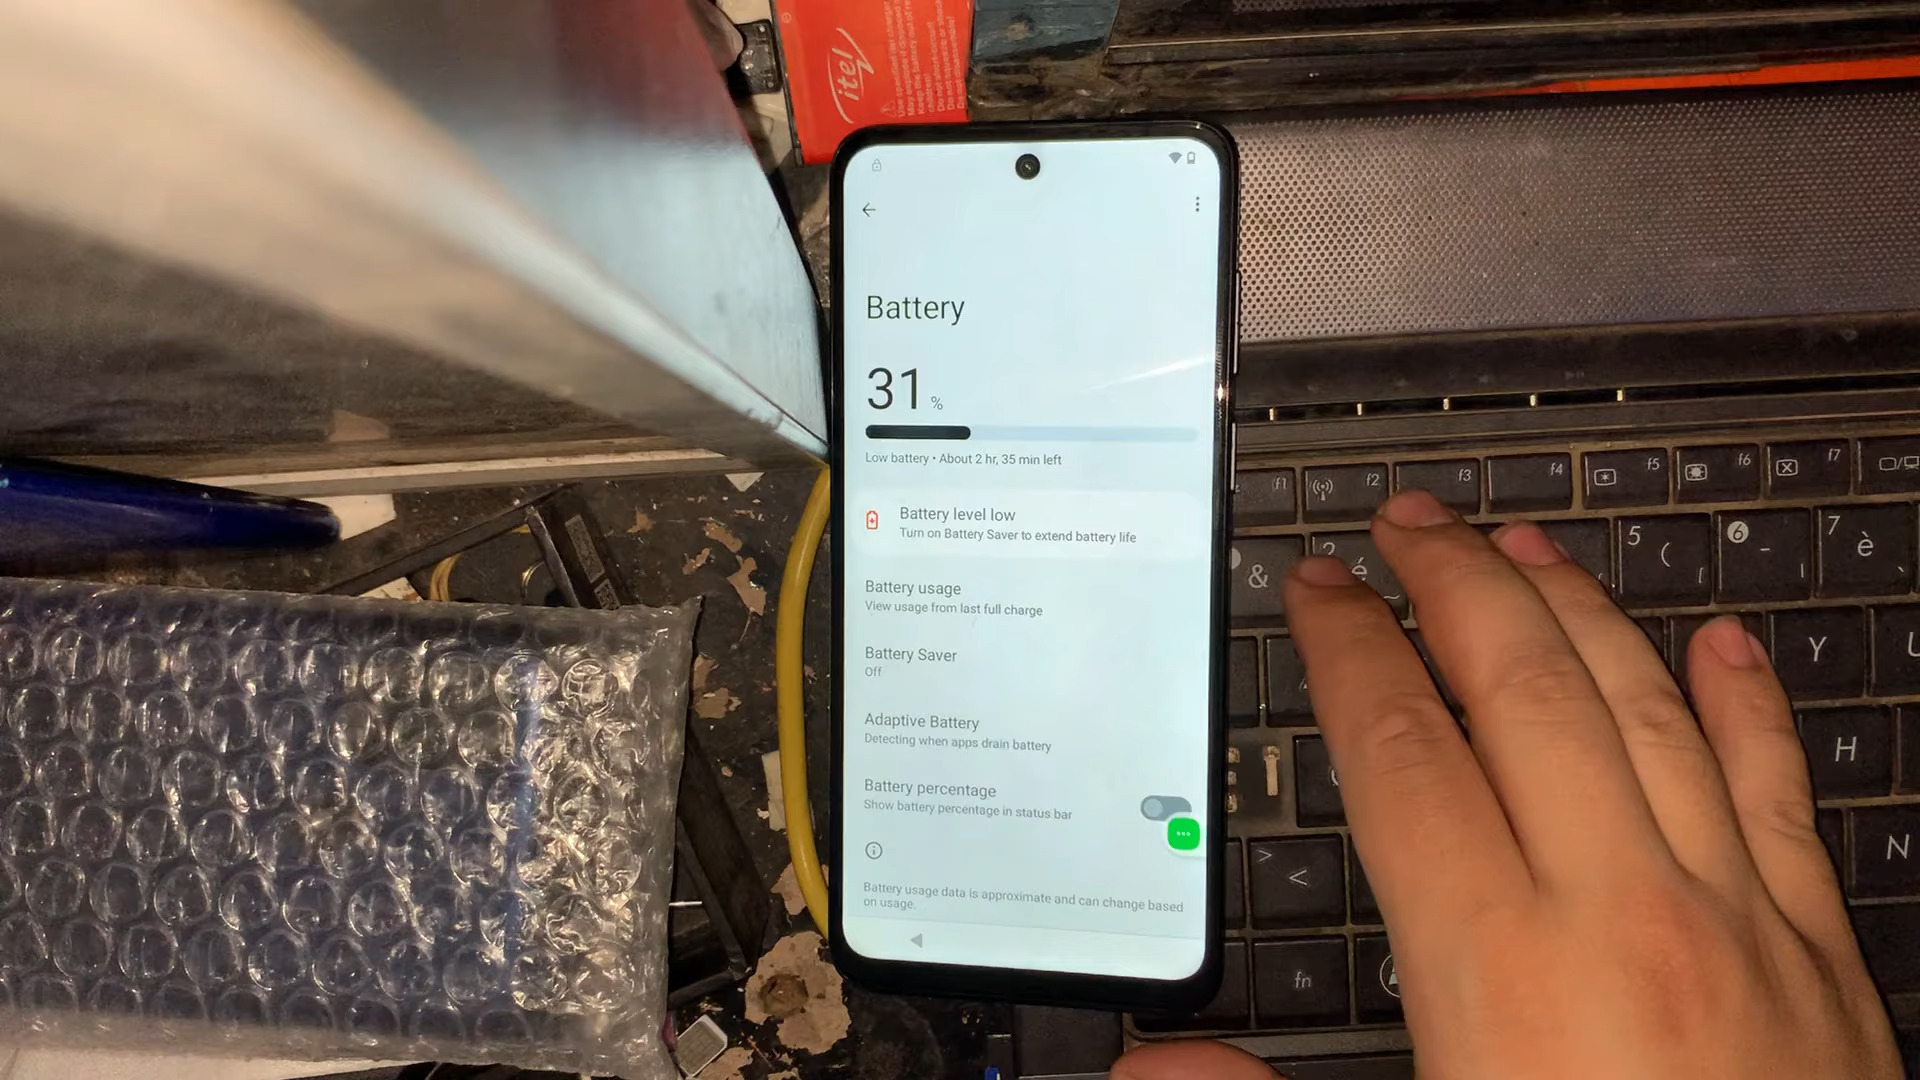 itel
Battery
31 %
Low battery • About 2 hr, 35 min left
Battery level low
Turn on Battery Saver to extend battery life
Battery usage
View usage from last full charge
Battery Saver
Off
Adaptive Battery
Detecting when apps drain battery
Battery percentage
Show battery percentage in status bar
Battery usage data is approximate and can change based
on usage.
f1
f2
f3
f4
f5
f6
f7
&
2 é ~
5 ( [
6 - |
7 è `
Y
U
H
N
> <
fn